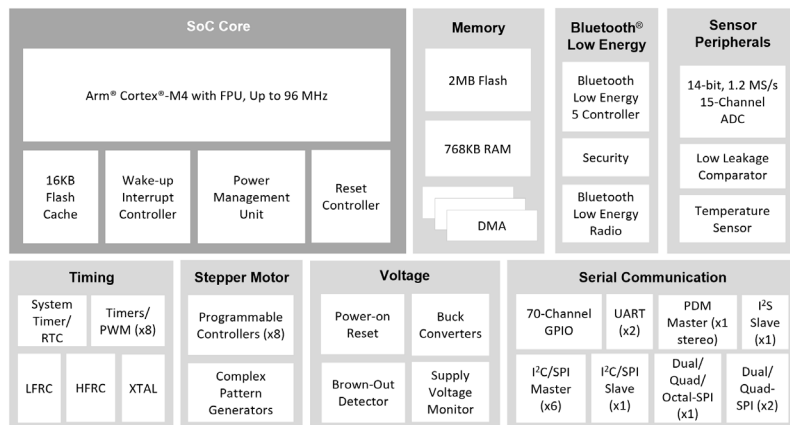 SoC Core
Arm® Cortex®-M4 with FPU, Up to 96 MHz
16KB
Flash
Cache
Wake-up
Interrupt
Controller
Power
Management
Unit
Reset
Controller
Memory
2MB Flash
768KB RAM
DMA
Bluetooth®
Low Energy
Bluetooth
Low Energy
5 Controller
Security
Bluetooth
Low Energy
Radio
Sensor
Peripherals
14-bit, 1.2 MS/s
15-Channel
ADC
Low Leakage
Comparator
Temperature
Sensor
Timing
System
Timer/
RTC
Timers/
PWM (x8)
LFRC
HFRC
XTAL
Stepper Motor
Programmable
Controllers (x8)
Complex
Pattern
Generators
Voltage
Power-on
Reset
Buck
Converters
Brown-Out
Detector
Supply
Voltage
Monitor
Serial Communication
70-Channel
GPIO
UART
(x2)
PDM
Master (x1
stereo)
I²S
Slave
(x1)
I²C/SPI
Master
(x6)
I²C/SPI
Slave
(x1)
Dual/
Quad/
Octal-SPI
(x1)
Dual/
Quad-
SPI (x2)